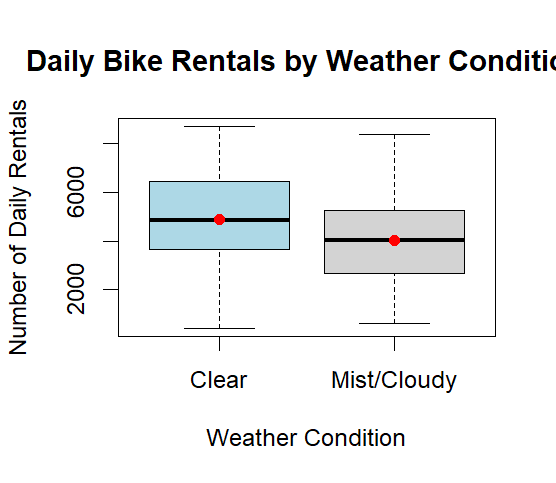 Daily Bike Rentals by Weather Conditio
Number of Daily Rentals
6000
2000
Clear
Mist/Cloudy
Weather Condition